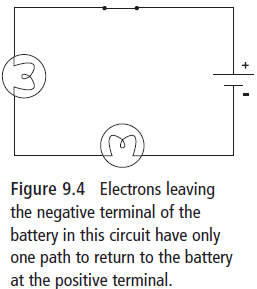 +
-
Figure 9.4 Electrons leaving
the negative terminal of the
battery in this circuit have only
one path to return to the battery
at the positive terminal.